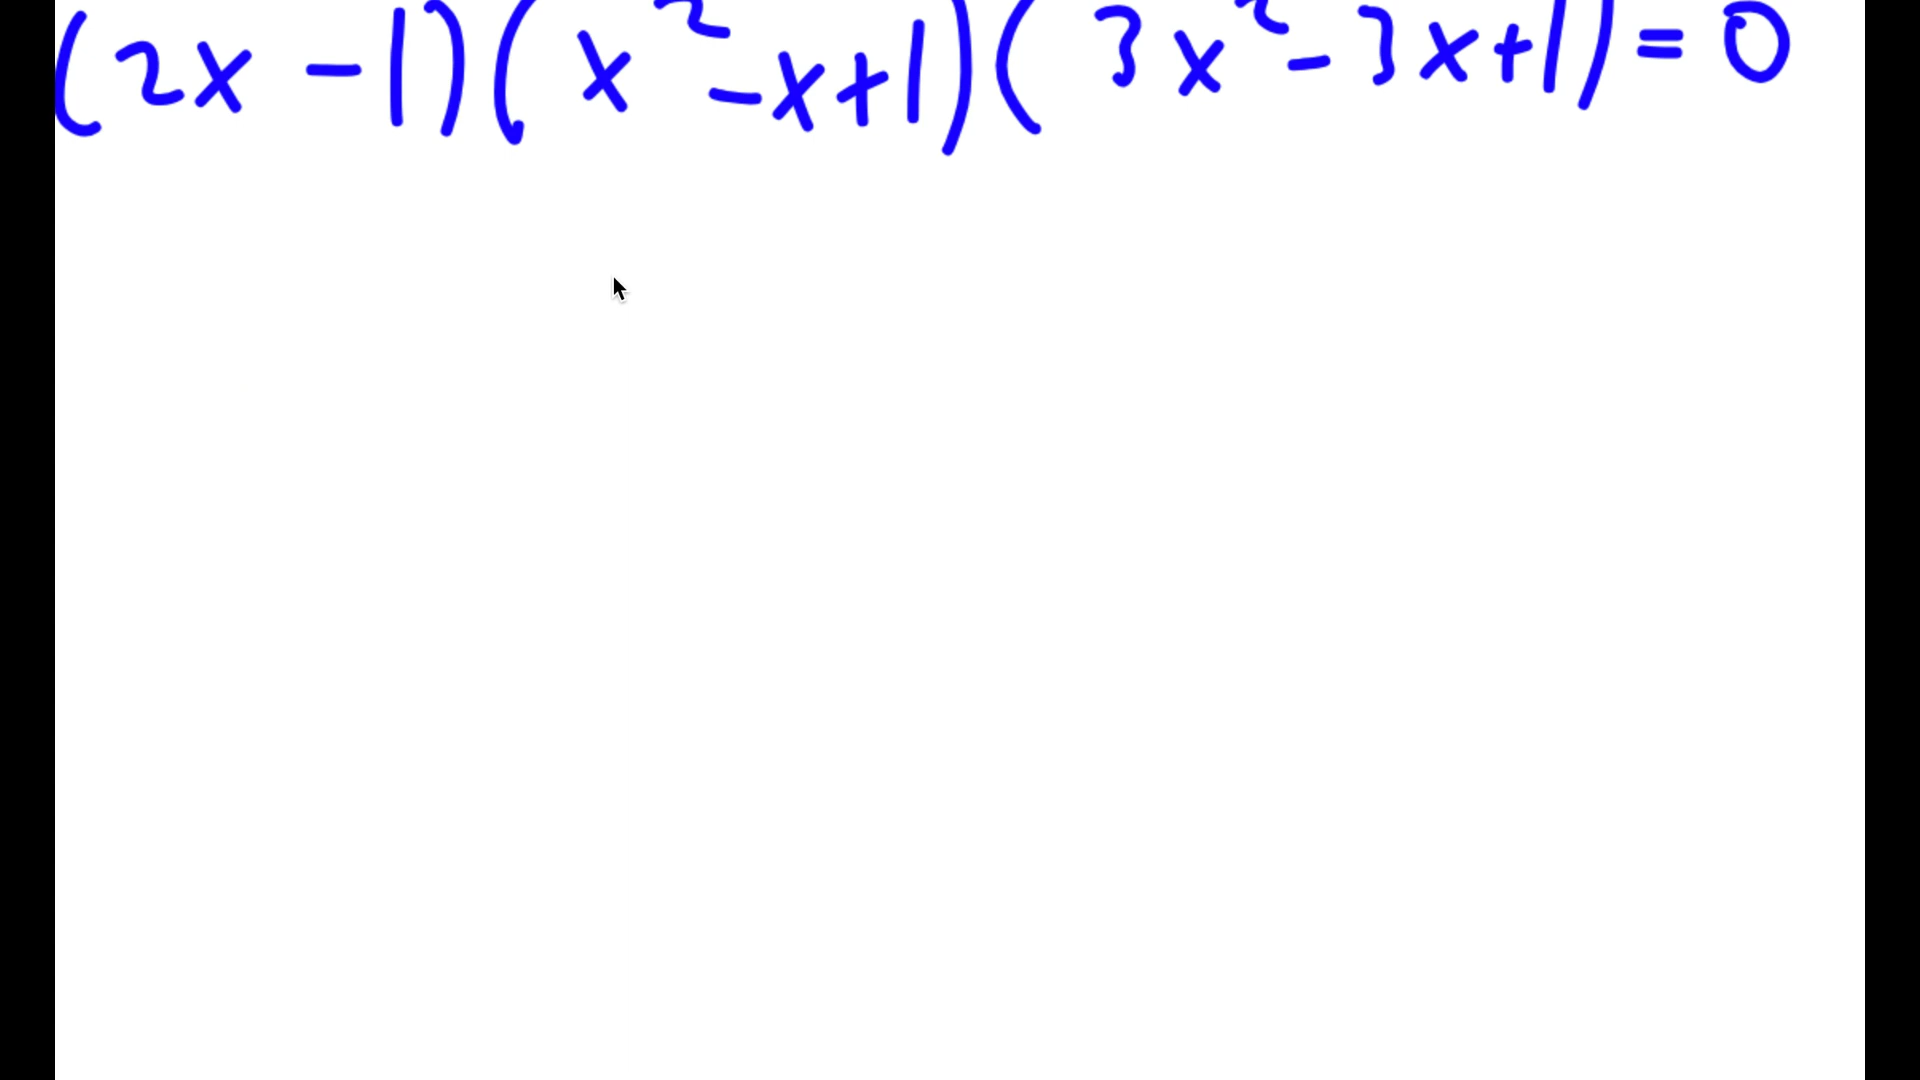 (2x - 1)(x² - x + 1)(3x² - 3x + 1) = 0